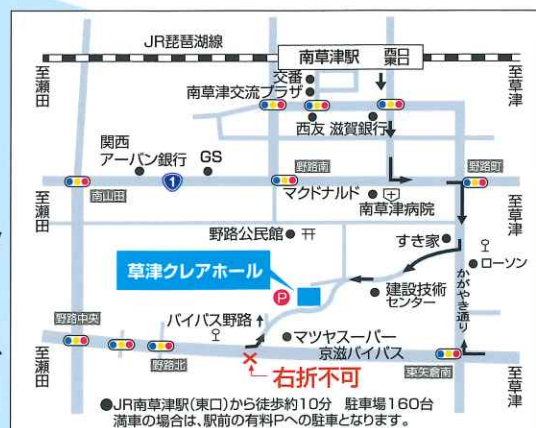 JR琵琶湖線
南草津駅
西口
東口
至瀬田
至草津
交番
南草津交流プラザ
西友
滋賀銀行
関西
アーバン銀行
GS
野路南
野路町
至瀬田
南山田
1
マクドナルド
南草津病院
至草津
野路公民館
すき家
ローソン
草津クレアホール
P
建設技術
センター
かがやき通り
バイパス野路
野路中央
マツヤスーパー
京滋バイパス
至瀬田
野路北
東矢倉南
至草津
右折不可
●JR南草津駅(東口)から徒歩約10分 駐車場160台
満車の場合は、駅前の有料Pへの駐車となります。